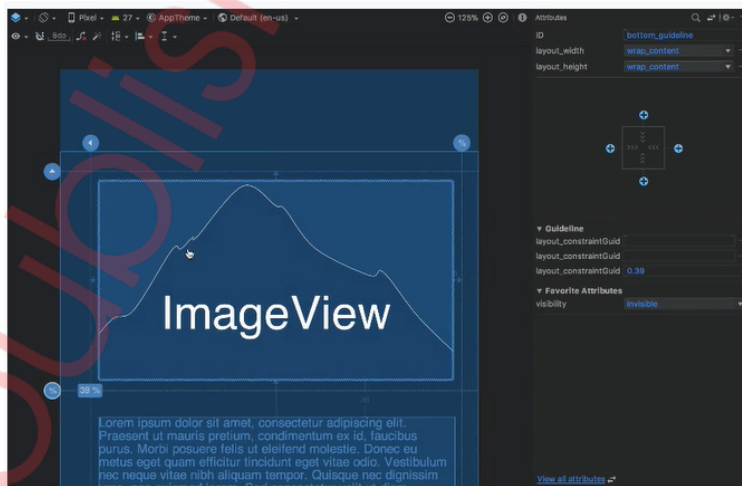 Pixel 27 AppTheme Default (en-us) 125% Attributes
8dp
ID bottom_guideline
layout_width wrap_content
layout_height wrap_content
%
ImageView
Guideline
layout_constraintGuid
layout_constraintGuid
layout_constraintGuid 0.39
Favorite Attributes
visibility invisible
% 39 %
Lorem ipsum dolor sit amet, consectetur adipiscing elit.
Praesent ut mauris pretium, condimentum ex id, faucibus
purus. Morbi posuere felis ut eleifend molestie. Donec eu
metus eget quam efficitur tincidunt eget vitae odio. Vestibulum
nec neque vitae nibh aliquam tempor. Quisque nec dignissim
View all attributes